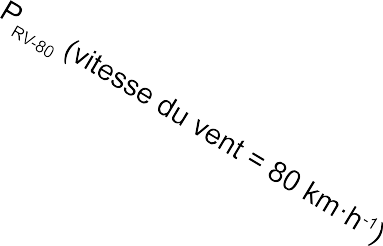 P RV-80 (vitesse du vent = 80 km·h-1)